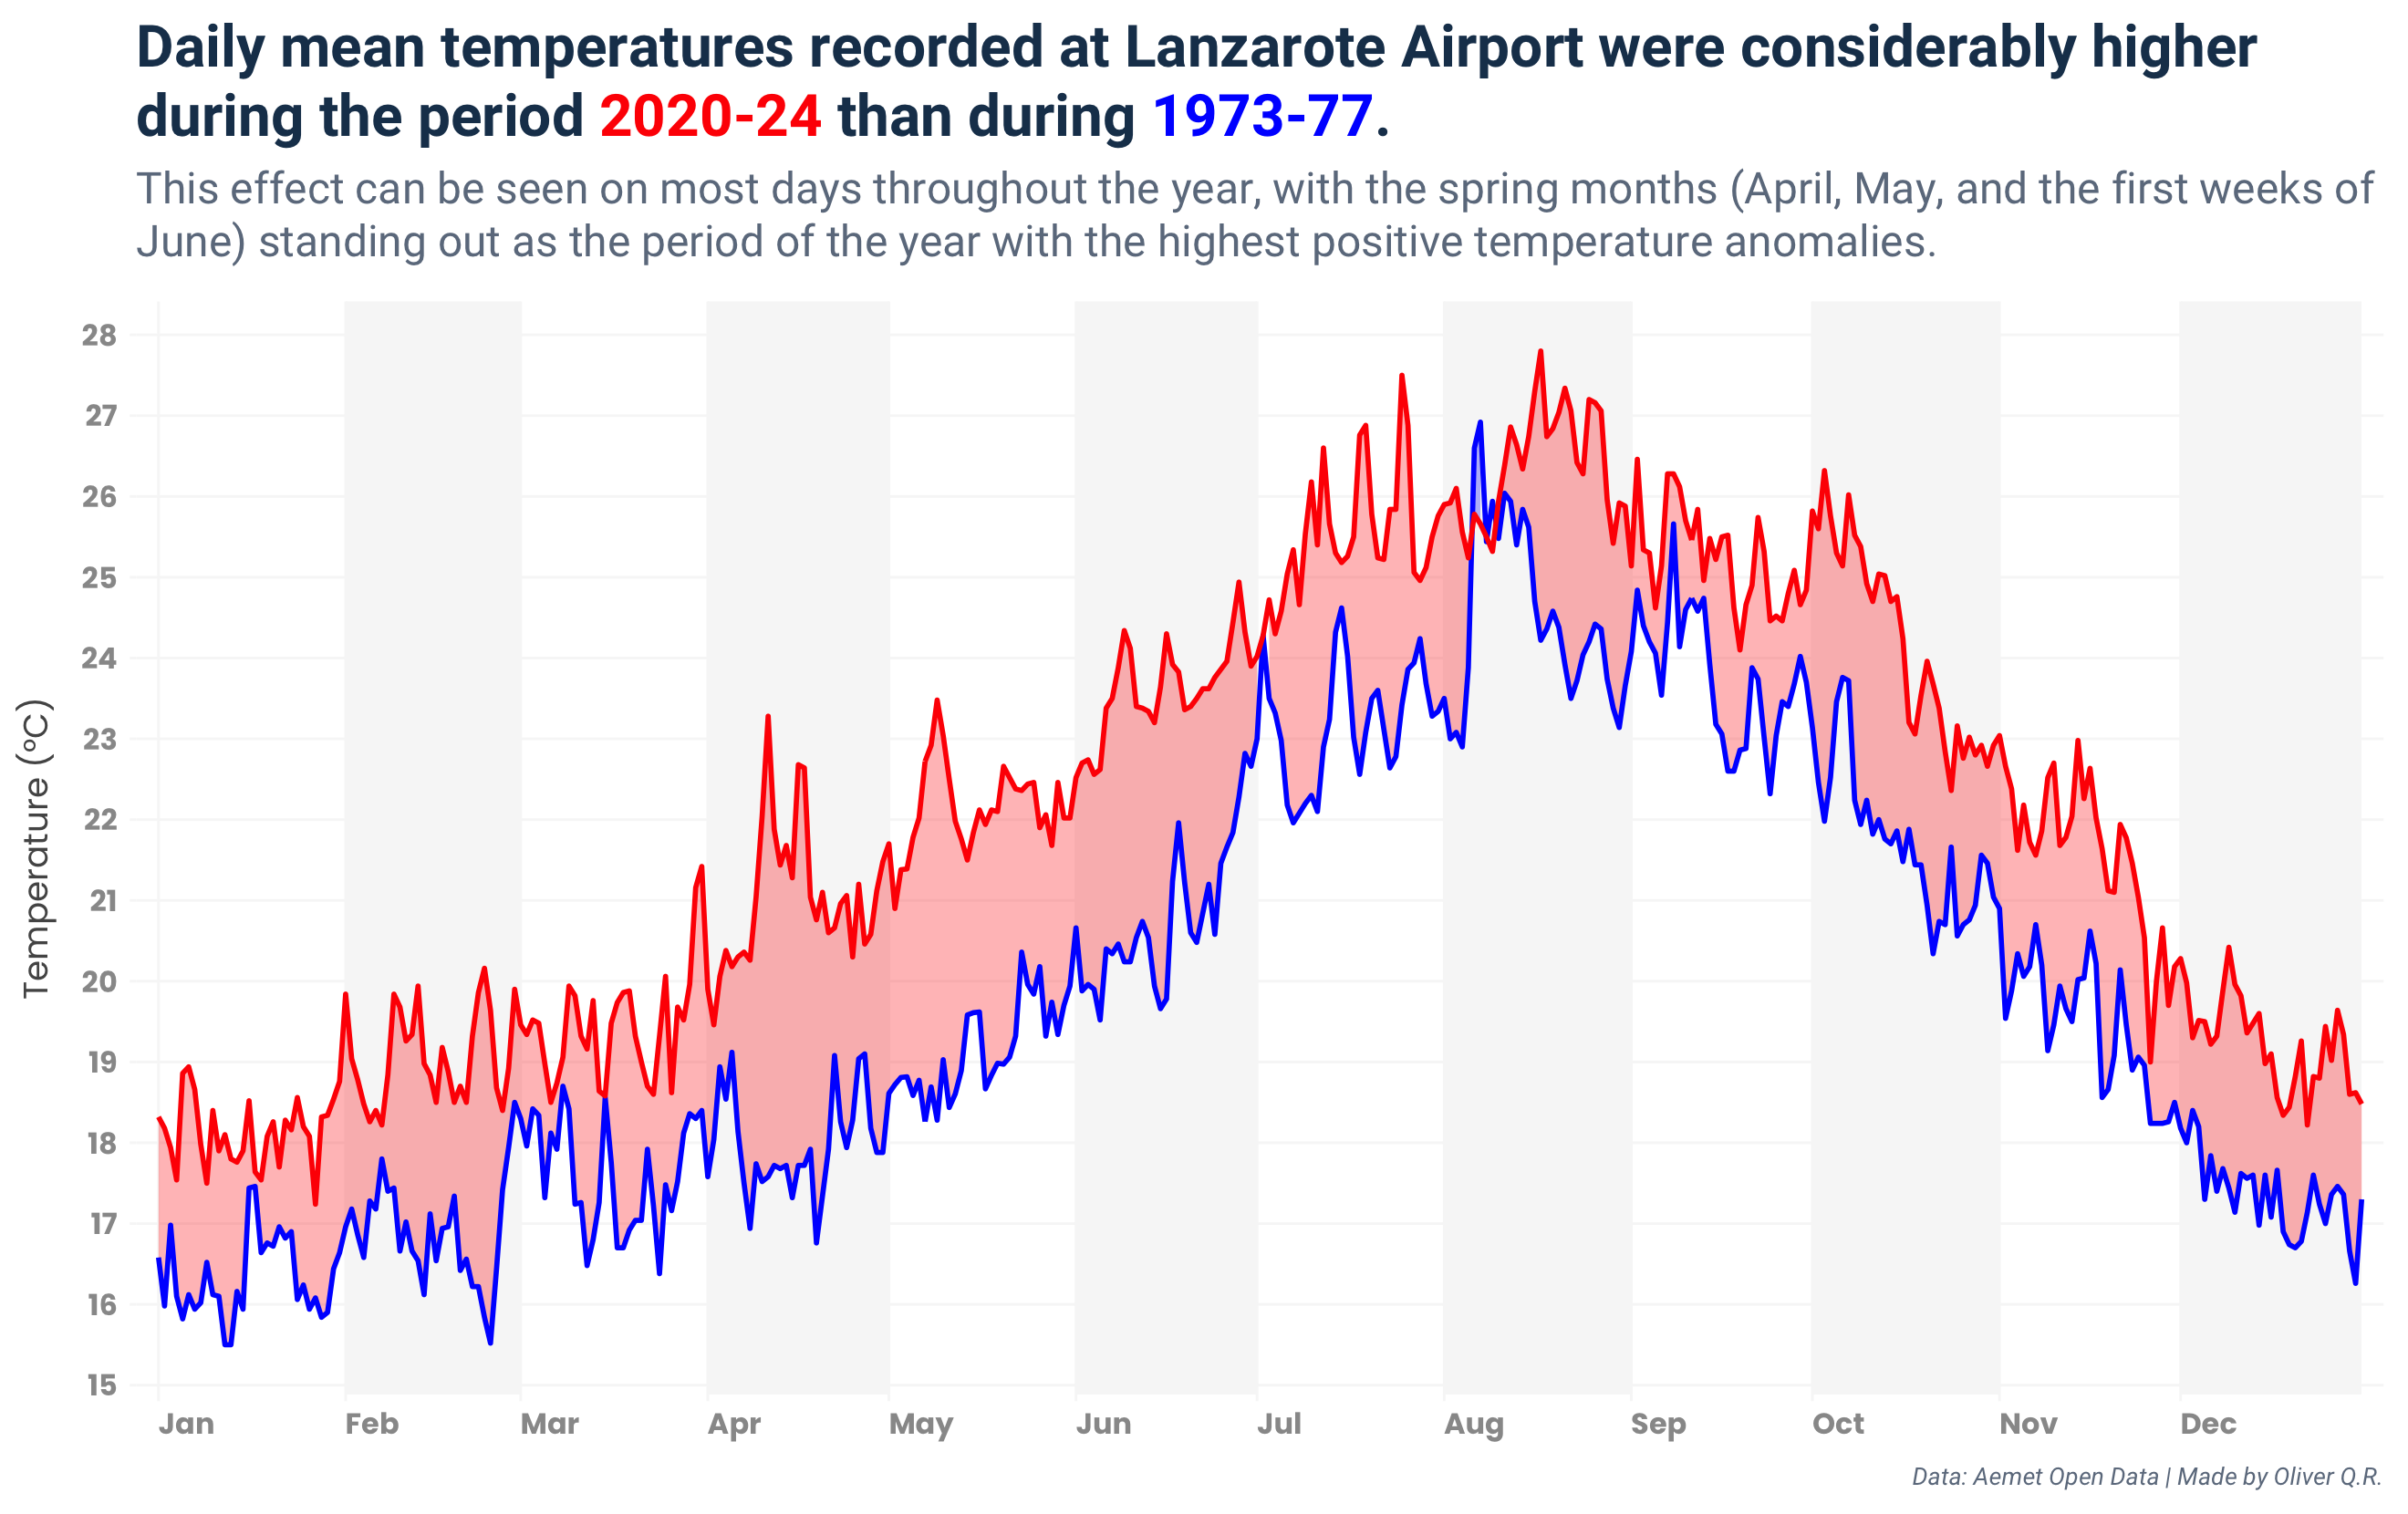 Daily mean temperatures recorded at Lanzarote Airport were considerably higher
during the period 2020-24 than during 1973-77.
This effect can be seen on most days throughout the year, with the spring months (April, May, and the first weeks of
June) standing out as the period of the year with the highest positive temperature anomalies.
28
27
26
25
24
23
22
21
20
19
18
17
16
15
Temperature (ºC)
Jan Feb Mar Apr May Jun Jul Aug Sep Oct Nov Dec
Data: Aemet Open Data | Made by Oliver Q.R.